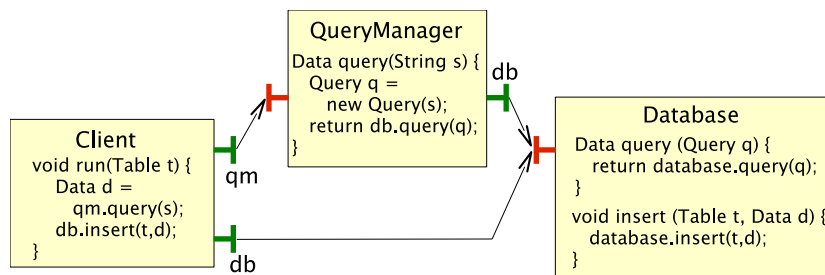 QueryManager
Data query(String s) {
Query q =
new Query(s);
return db.query(q);
}
db
Client
void run(Table t) {
Data d =
qm.query(s);
db.insert(t,d);
}
qm
db
Database
Data query (Query q) {
return database.query(q);
}
void insert (Table t, Data d) {
database.insert(t,d);
}